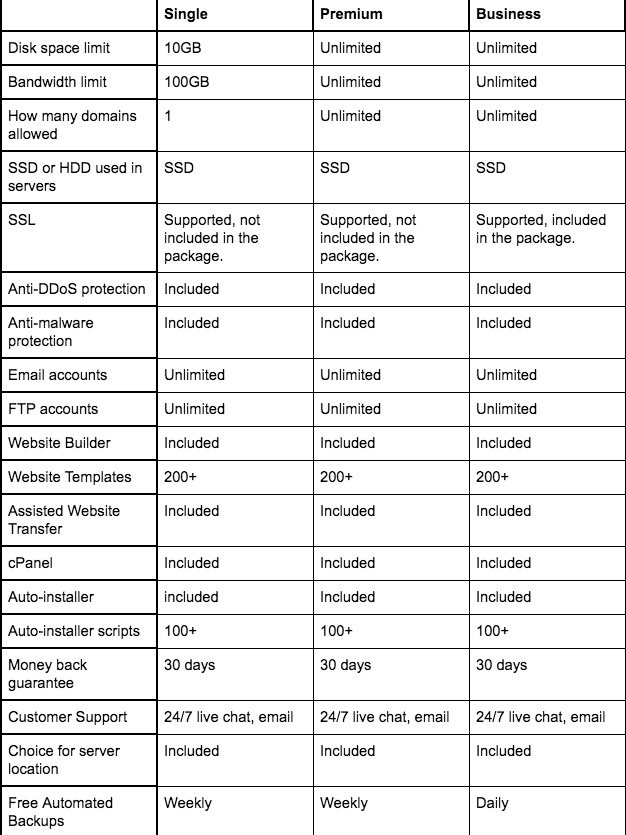 Single Premium Business
Disk space limit 10GB Unlimited Unlimited
Bandwidth limit 100GB Unlimited Unlimited
How many domains 1 Unlimited Unlimited
allowed
SSD or HDD used in SSD SSD SSD
servers
SSL Supported, not Supported, not Supported, included
included in the included in the in the package.
package. package.
Anti-DDoS protection Included Included Included
Anti-malware Included Included Included
protection
Email accounts Unlimited Unlimited Unlimited
FTP accounts Unlimited Unlimited Unlimited
Website Builder Included Included Included
Website Templates 200+ 200+ 200+
Assisted Website Included Included Included
Transfer
cPanel Included Included Included
Auto-installer included Included Included
Auto-installer scripts 100+ 100+ 100+
Money back 30 days 30 days 30 days
guarantee
Customer Support 24/7 live chat, email 24/7 live chat, email 24/7 live chat, email
Choice for server Included Included Included
location
Free Automated Weekly Weekly Daily
Backups